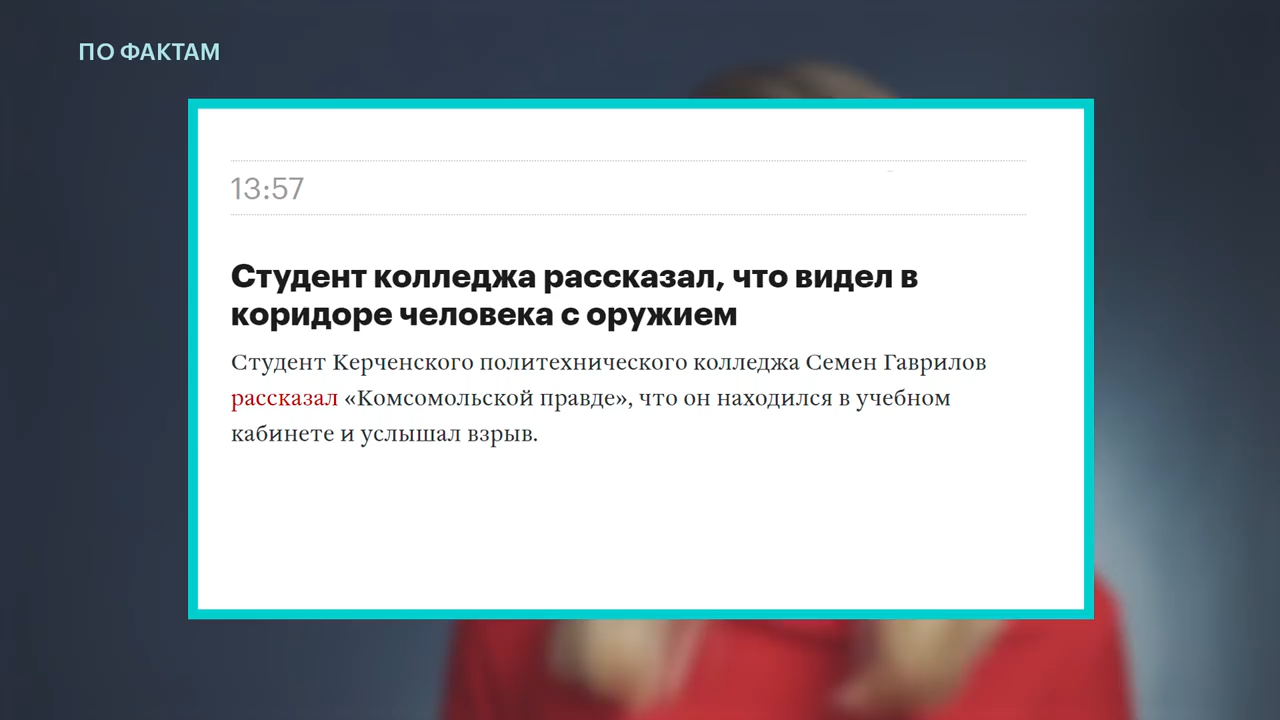 ПО ФАКТАМ
13:57
Студент колледжа рассказал, что видел в
коридоре человека с оружием
Студент Керченского политехнического колледжа Семен Гаврилов
рассказал «Комсомольской правде», что он находился в учебном
кабинете и услышал взрыв.